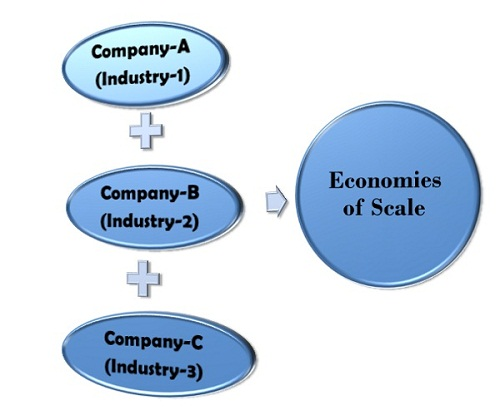 Company-A
(Industry-1)
Company-B
(Industry-2)
Company-C
(Industry-3)
Economies
of Scale